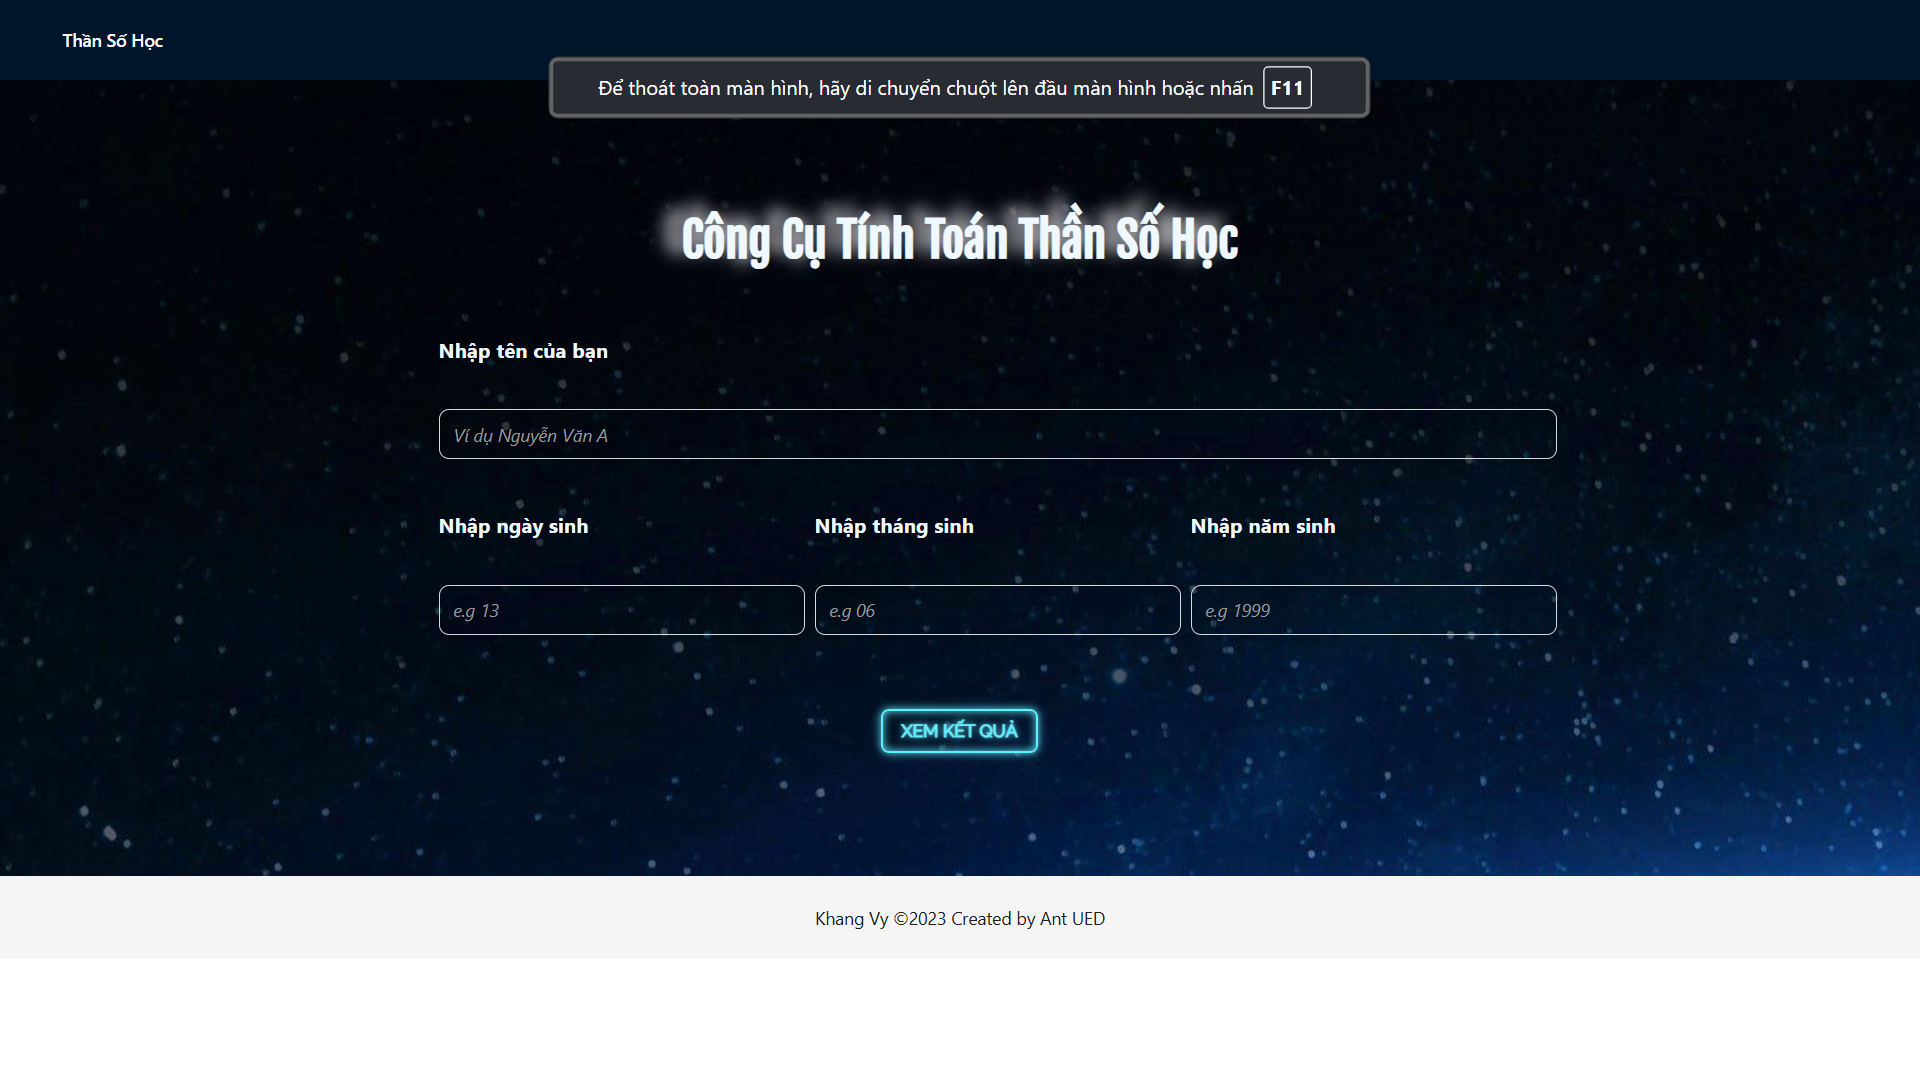 Thần Số Học
Để thoát toàn màn hình, hãy di chuyển chuột lên đầu màn hình hoặc nhấn F11
Công Cụ Tính Toán Thần Số Học
Nhập tên của bạn
Ví dụ Nguyễn Văn A
Nhập ngày sinh Nhập tháng sinh Nhập năm sinh
e.g 13 e.g 06 e.g 1999
XEM KẾT QUẢ
Khang Vy ©2023 Created by Ant UED